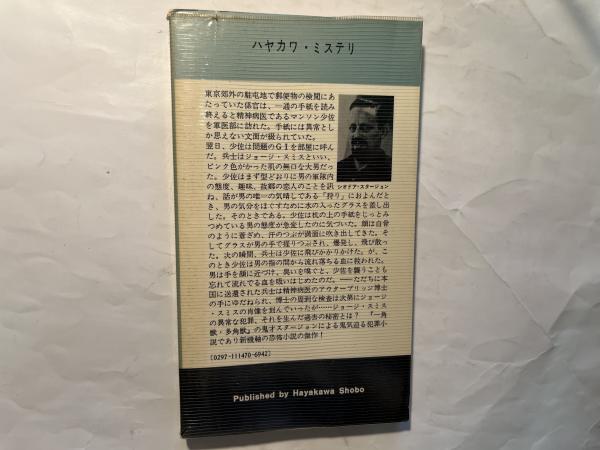 ハヤカワ・ミステリ
東京郊外の駐屯地で郵便物の検閲にあ
たっていた係官は、一通の手紙を読み
終えると精神病医であるマンソン少佐
を軍医部に訪れた。手紙には異常とし
か思えない文面が綴られていた。
翌日、少佐は問題のＧＩを部屋に呼ん
だ。兵士はジョージ・スミスといい、
ピンク色がかった肌の無口な大男だっ
た。少佐はまず型どおりに男の軍隊内
の態度、趣味、故郷の恋人のことを訊
ね、話が男の唯一の気晴しである「狩り」におよんだと
き、男の気分をほぐすために水の入ったグラスを差し出
した。そのときである。少佐は机の上の手紙をじっとみ
つめている男の態度が急変したのに気づいた。顔は白骨
のように蒼ざめ、汗のつぶが満面に吹き出してきた。そ
してグラスが男の手で握りつぶされ、爆発し、飛び散っ
た。次の瞬間、兵士は少佐に飛びかかりかけた。が、こ
のとき少佐は男の指の間から流れ落ちる血に救われた。
男は手を顔に近づけ、臭いを嗅ぐと、少佐を襲うことも
忘れて流れでる血を吸いはじめたのだ。――ただちに本
国に送還された兵士は精神病医のアウターブリッジ博士
の手にゆだねられ、博士の周到な検査は次第にジョージ
・スミスの肖像を刻んでいったが……ジョージ・スミス
の異常な犯罪、それを生んだ過去の秘密とは？　『一角
獣・多角獣』の鬼才スタージョンによる鬼気迫る犯罪小
説であり新機軸の恐怖小説の傑作！
シオドア・スタージョン
〔0297-111470-6942〕
Published by Hayakawa Shobo